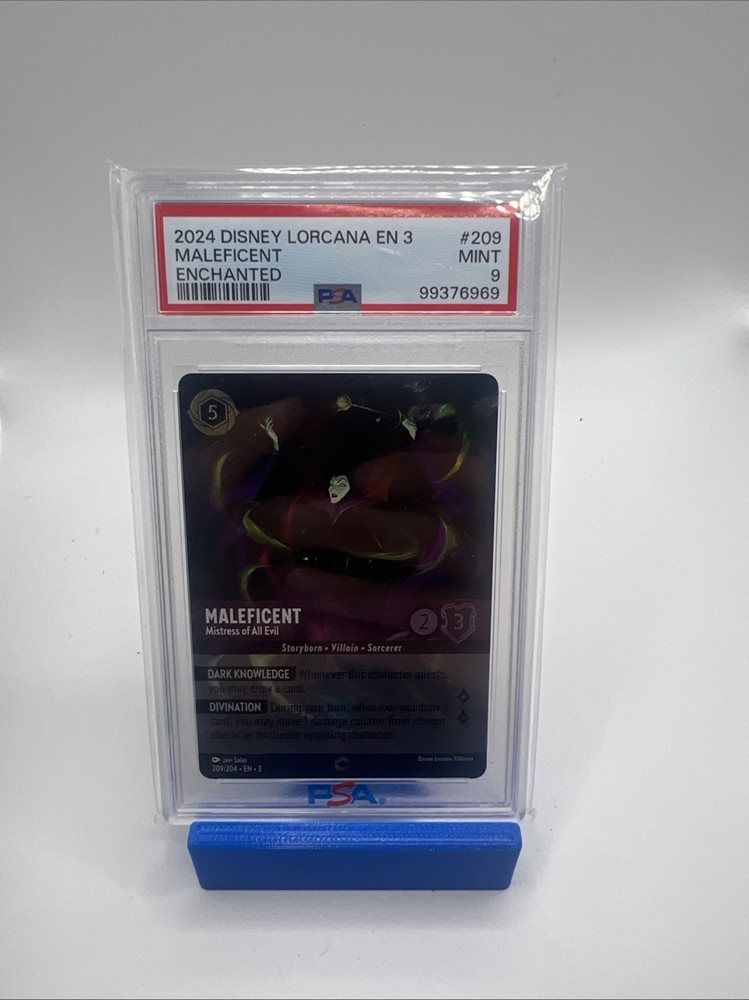 2024 DISNEY LORCANA EN 3 #209
MALEFICENT MINT
ENCHANTED 9
PSA 99376969
5
MALEFICENT
Mistress of All Evil
2 3
Storyborn • Villain • Sorcerer
DARK KNOWLEDGE Whenever this character quests,
you may draw a card.
DIVINATION During your turn, whenever you draw a
card, you may move 1 damage counter from chosen
character to chosen opposing character.
Jen Salas
209/204 • EN • 3
PSA